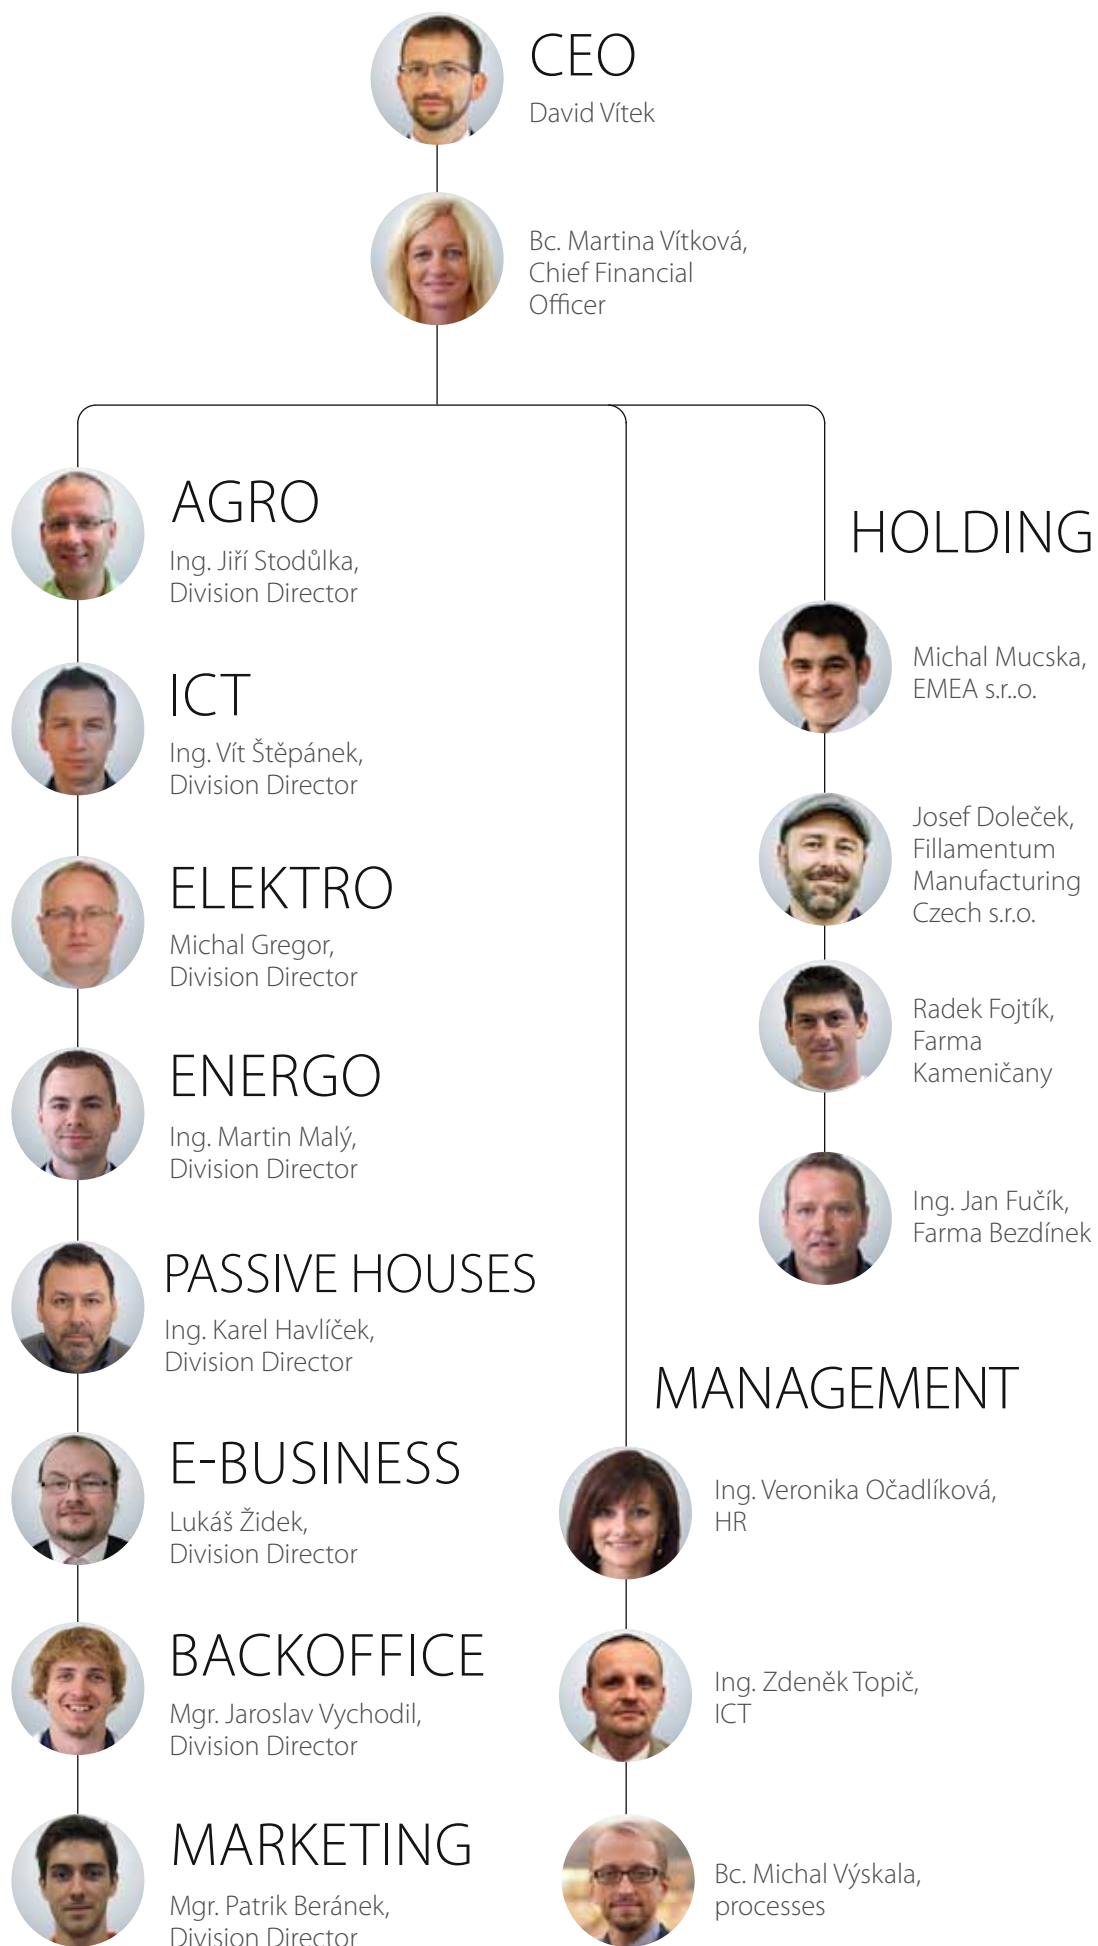 CEO
David Vítek
Bc. Martina Vítková,
Chief Financial
Officer
AGRO
Ing. Jiří Stodůlka,
Division Director
ICT
Ing. Vít Štěpánek,
Division Director
ELEKTRO
Michal Gregor,
Division Director
ENERGO
Ing. Martin Malý,
Division Director
PASSIVE HOUSES
Ing. Karel Havlíček,
Division Director
E-BUSINESS
Lukáš Židek,
Division Director
BACKOFFICE
Mgr. Jaroslav Vychodil,
Division Director
MARKETING
Mgr. Patrik Beránek,
Division Director
HOLDING
Michal Mucska,
EMEA s.r..o.
Josef Doleček,
Fillamentum
Manufacturing
Czech s.r.o.
Radek Fojtík,
Farma
Kameničany
Ing. Jan Fučík,
Farma Bezdínek
MANAGEMENT
Ing. Veronika Očadlíková,
HR
Ing. Zdeněk Topič,
ICT
Bc. Michal Výskala,
processes